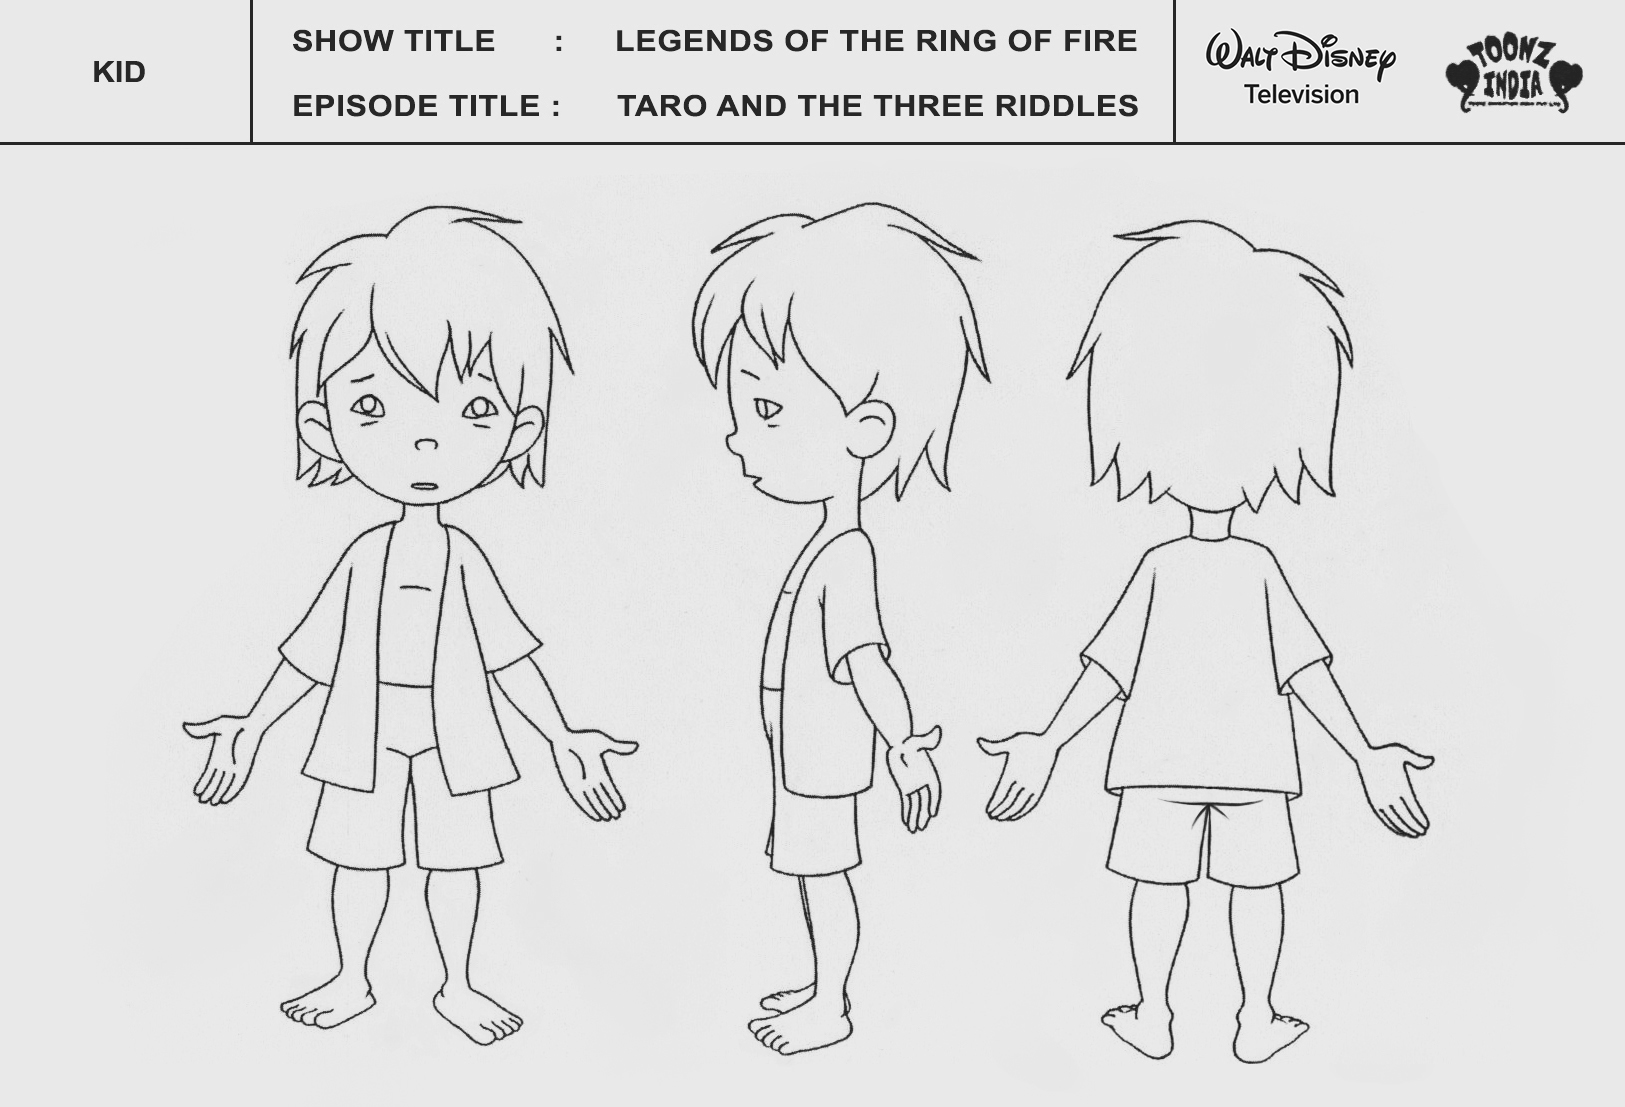 KID
SHOW TITLE : LEGENDS OF THE RING OF FIRE
EPISODE TITLE : TARO AND THE THREE RIDDLES
WALT DISNEY
Television
TOONZ
INDIA